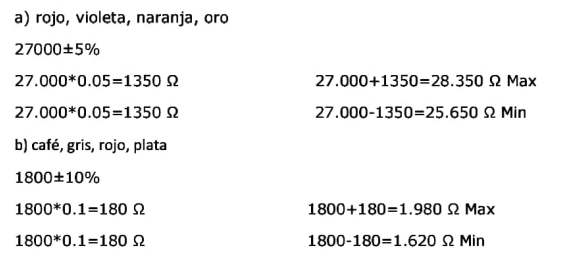 a) rojo, violeta, naranja, oro
27000±5%
27.000*0.05=1350 Ω 27.000+1350=28.350 Ω Max
27.000*0.05=1350 Ω 27.000-1350=25.650 Ω Min
b) café, gris, rojo, plata
1800±10%
1800*0.1=180 Ω 1800+180=1.980 Ω Max
1800*0.1=180 Ω 1800-180=1.620 Ω Min